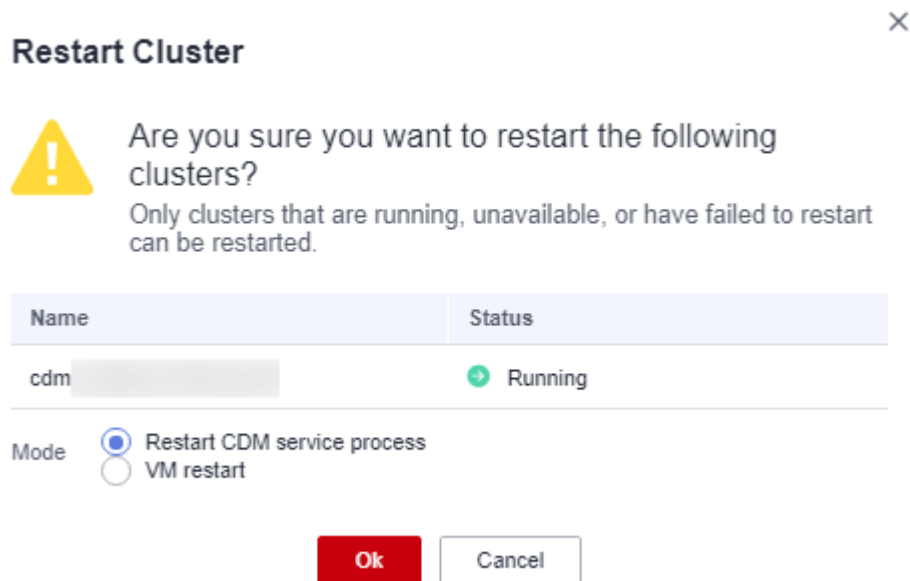 Restart Cluster
Are you sure you want to restart the following
clusters?
Only clusters that are running, unavailable, or have failed to restart
can be restarted.
Name Status
cdm Running
Mode Restart CDM service process
VM restart
Ok Cancel